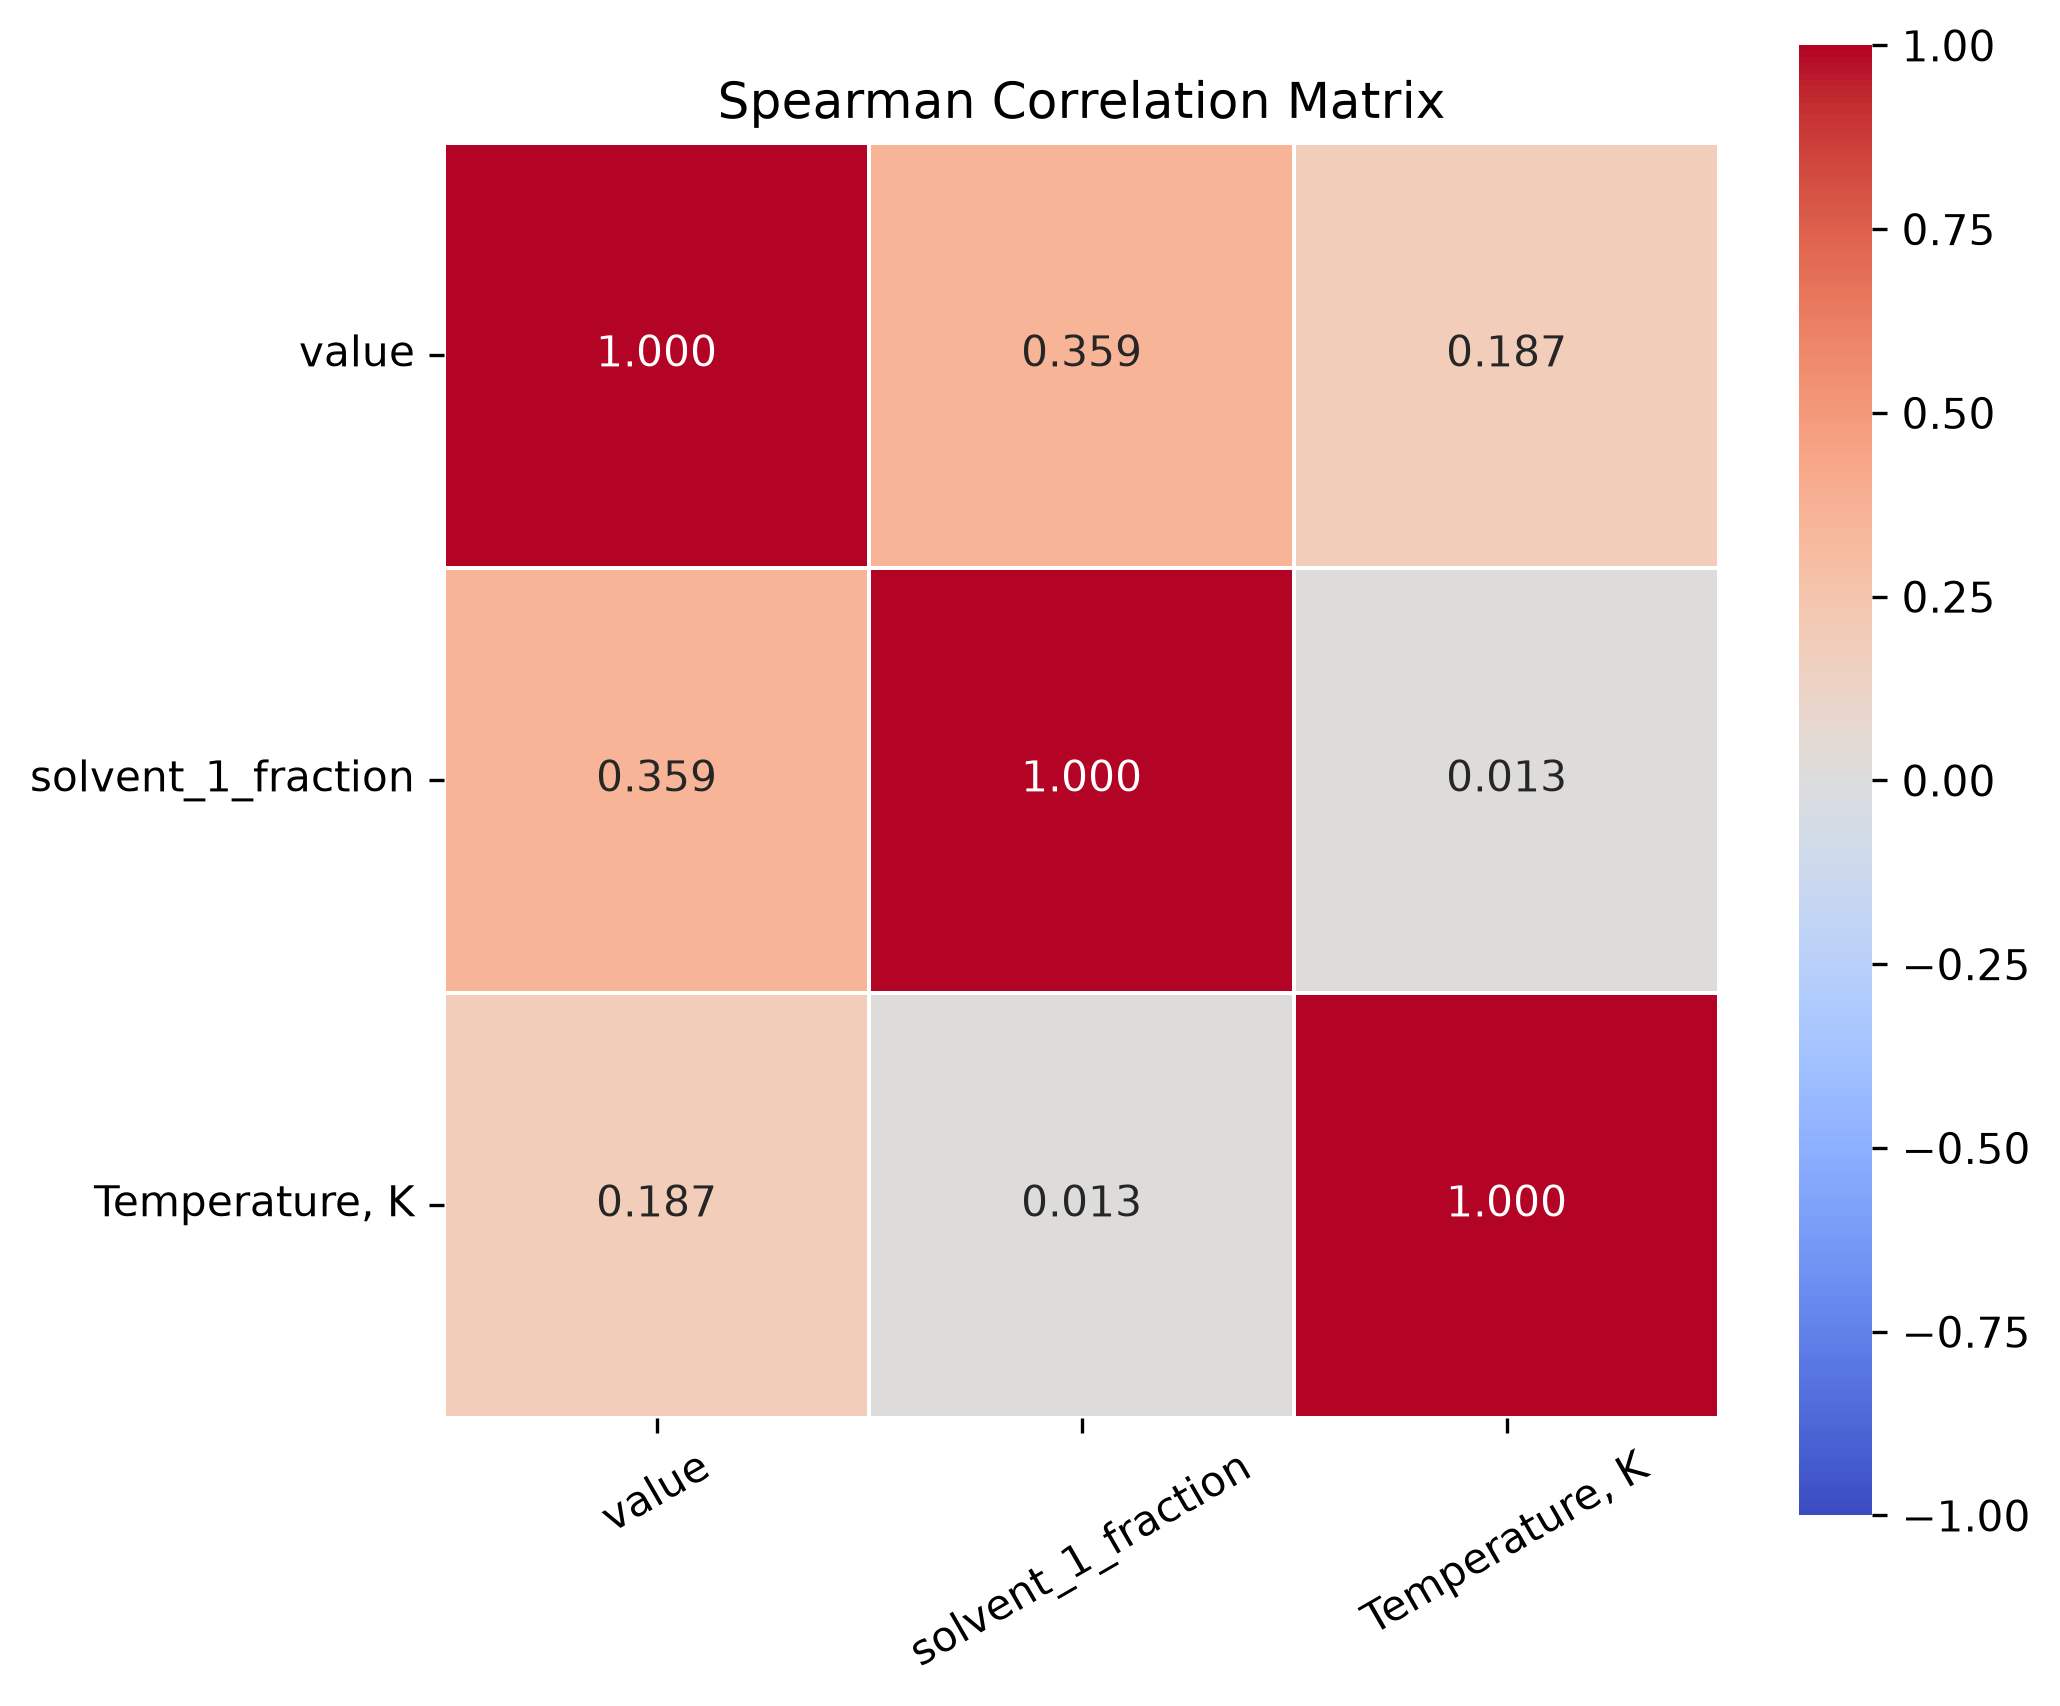 Spearman Correlation Matrix
value 1.000 0.359 0.187
solvent_1_fraction 0.359 1.000 0.013
Temperature, K 0.187 0.013 1.000
value solvent_1_fraction Temperature, K
1.00
0.75
0.50
0.25
0.00
−0.25
−0.50
−0.75
−1.00